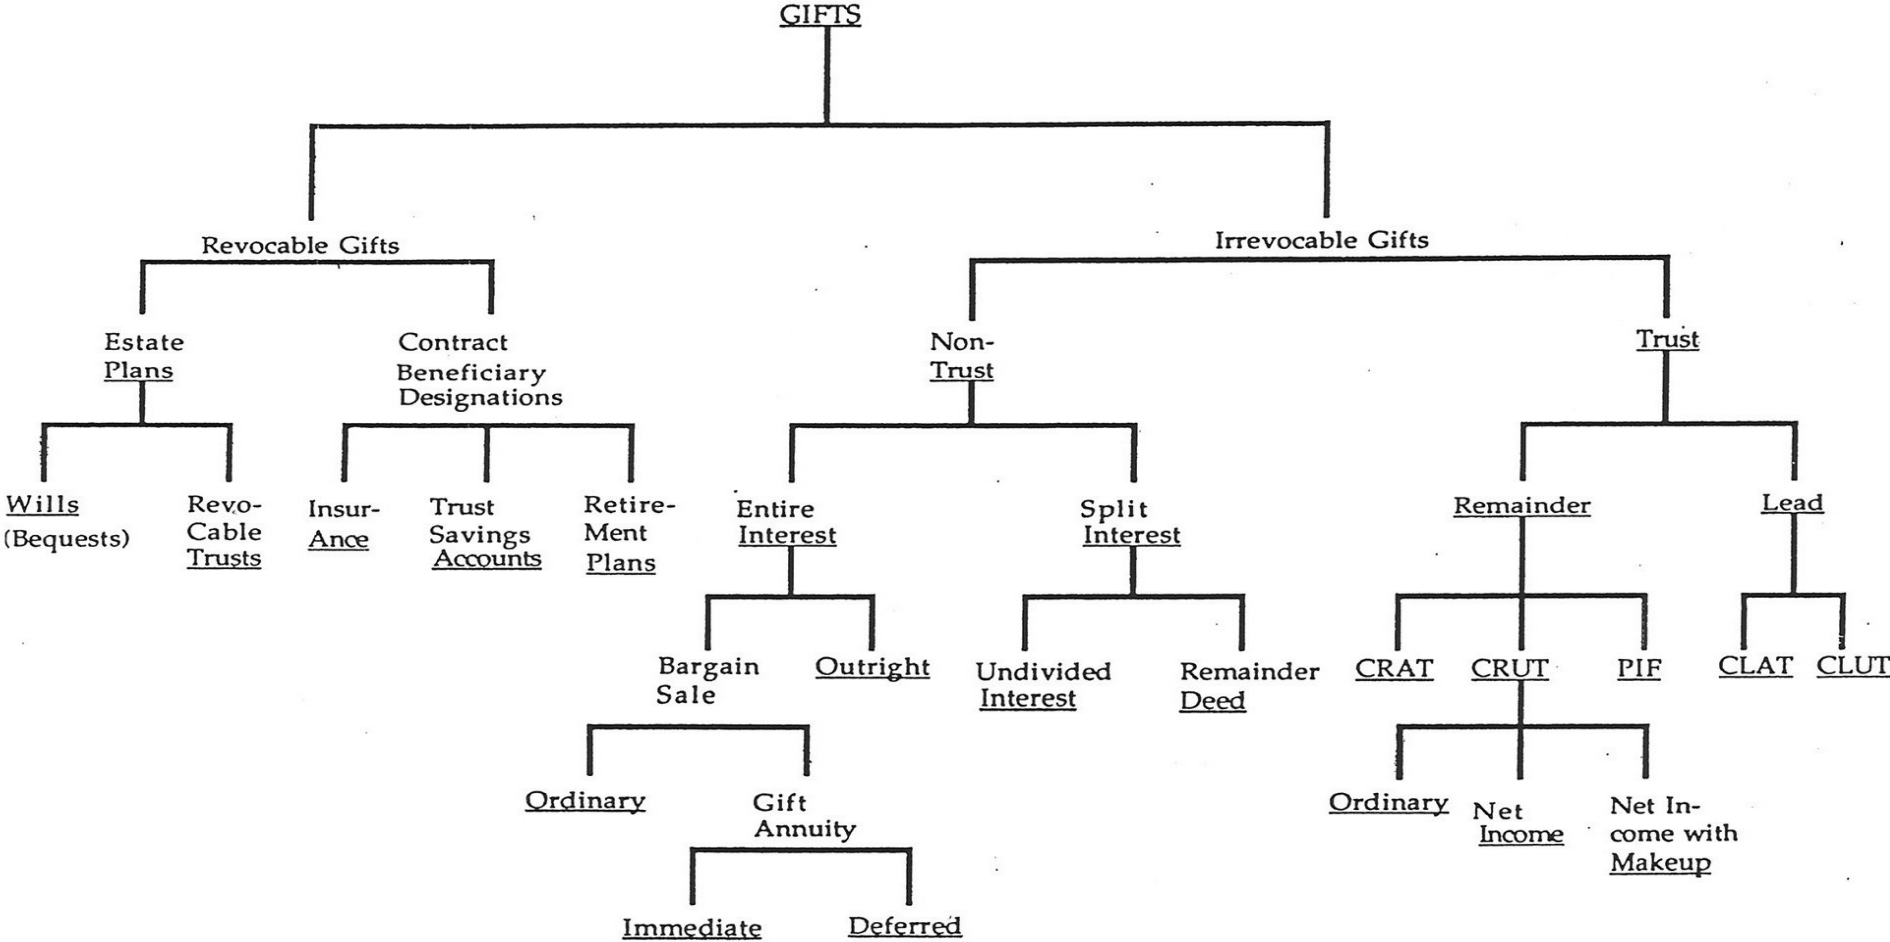 GIFTS
Revocable Gifts
Irrevocable Gifts
Estate
Plans
Contract
Beneficiary
Designations
Non-
Trust
Trust
Wills
(Bequests)
Revo-
Cable
Trusts
Insur-
Ance
Trust
Savings
Accounts
Retire-
Ment
Plans
Entire
Interest
Split
Interest
Remainder
Lead
Bargain
Sale
Outright
Undivided
Interest
Remainder
Deed
CRAT
CRUT
PIF
CLAT
CLUT
Ordinary
Gift
Annuity
Ordinary
Net
Income
Net In-
come with
Makeup
Immediate
Deferred